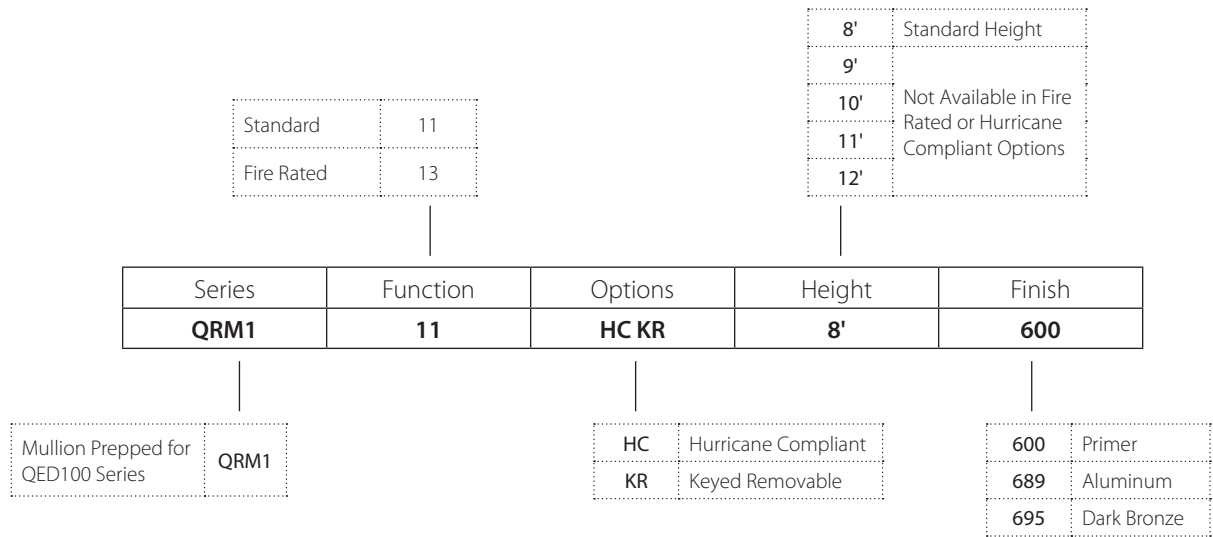 8' Standard Height
9'
10'
11'
12'
Not Available in Fire
Rated or Hurricane
Compliant Options
Standard 11
Fire Rated 13
Series Function Options Height Finish
QRM1 11 HC KR 8' 600
Mullion Prepped for
QED100 Series
QRM1
HC Hurricane Compliant
KR Keyed Removable
600 Primer
689 Aluminum
695 Dark Bronze